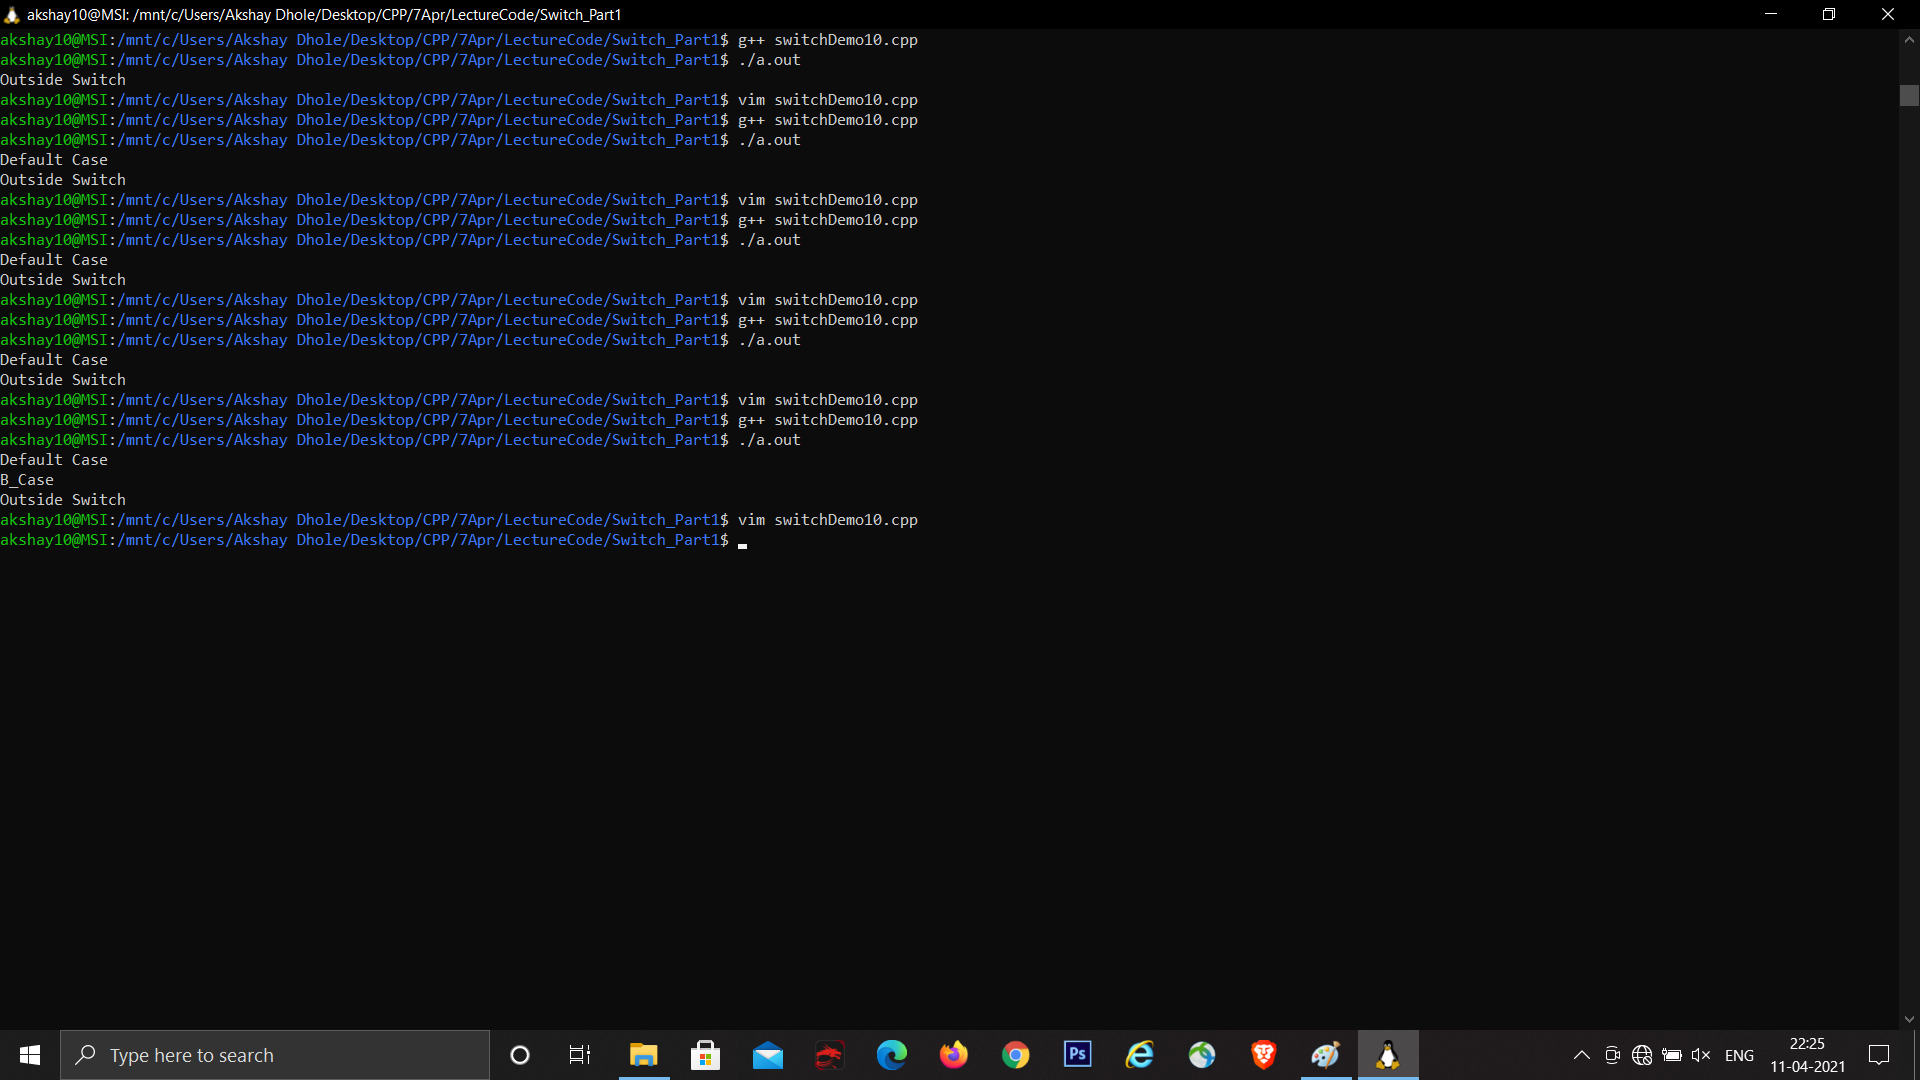 akshay10@MSI: /mnt/c/Users/Akshay Dhole/Desktop/CPP/7Apr/LectureCode/Switch_Part1
akshay10@MSI:/mnt/c/Users/Akshay Dhole/Desktop/CPP/7Apr/LectureCode/Switch_Part1$ g++ switchDemo10.cpp
akshay10@MSI:/mnt/c/Users/Akshay Dhole/Desktop/CPP/7Apr/LectureCode/Switch_Part1$ ./a.out
Outside Switch
akshay10@MSI:/mnt/c/Users/Akshay Dhole/Desktop/CPP/7Apr/LectureCode/Switch_Part1$ vim switchDemo10.cpp
akshay10@MSI:/mnt/c/Users/Akshay Dhole/Desktop/CPP/7Apr/LectureCode/Switch_Part1$ g++ switchDemo10.cpp
akshay10@MSI:/mnt/c/Users/Akshay Dhole/Desktop/CPP/7Apr/LectureCode/Switch_Part1$ ./a.out
Default Case
Outside Switch
akshay10@MSI:/mnt/c/Users/Akshay Dhole/Desktop/CPP/7Apr/LectureCode/Switch_Part1$ vim switchDemo10.cpp
akshay10@MSI:/mnt/c/Users/Akshay Dhole/Desktop/CPP/7Apr/LectureCode/Switch_Part1$ g++ switchDemo10.cpp
akshay10@MSI:/mnt/c/Users/Akshay Dhole/Desktop/CPP/7Apr/LectureCode/Switch_Part1$ ./a.out
Default Case
Outside Switch
akshay10@MSI:/mnt/c/Users/Akshay Dhole/Desktop/CPP/7Apr/LectureCode/Switch_Part1$ vim switchDemo10.cpp
akshay10@MSI:/mnt/c/Users/Akshay Dhole/Desktop/CPP/7Apr/LectureCode/Switch_Part1$ g++ switchDemo10.cpp
akshay10@MSI:/mnt/c/Users/Akshay Dhole/Desktop/CPP/7Apr/LectureCode/Switch_Part1$ ./a.out
Default Case
Outside Switch
akshay10@MSI:/mnt/c/Users/Akshay Dhole/Desktop/CPP/7Apr/LectureCode/Switch_Part1$ vim switchDemo10.cpp
akshay10@MSI:/mnt/c/Users/Akshay Dhole/Desktop/CPP/7Apr/LectureCode/Switch_Part1$ g++ switchDemo10.cpp
akshay10@MSI:/mnt/c/Users/Akshay Dhole/Desktop/CPP/7Apr/LectureCode/Switch_Part1$ ./a.out
Default Case
B_Case
Outside Switch
akshay10@MSI:/mnt/c/Users/Akshay Dhole/Desktop/CPP/7Apr/LectureCode/Switch_Part1$ vim switchDemo10.cpp
akshay10@MSI:/mnt/c/Users/Akshay Dhole/Desktop/CPP/7Apr/LectureCode/Switch_Part1$
Type here to search
Ps
ENG
22:25
11-04-2021